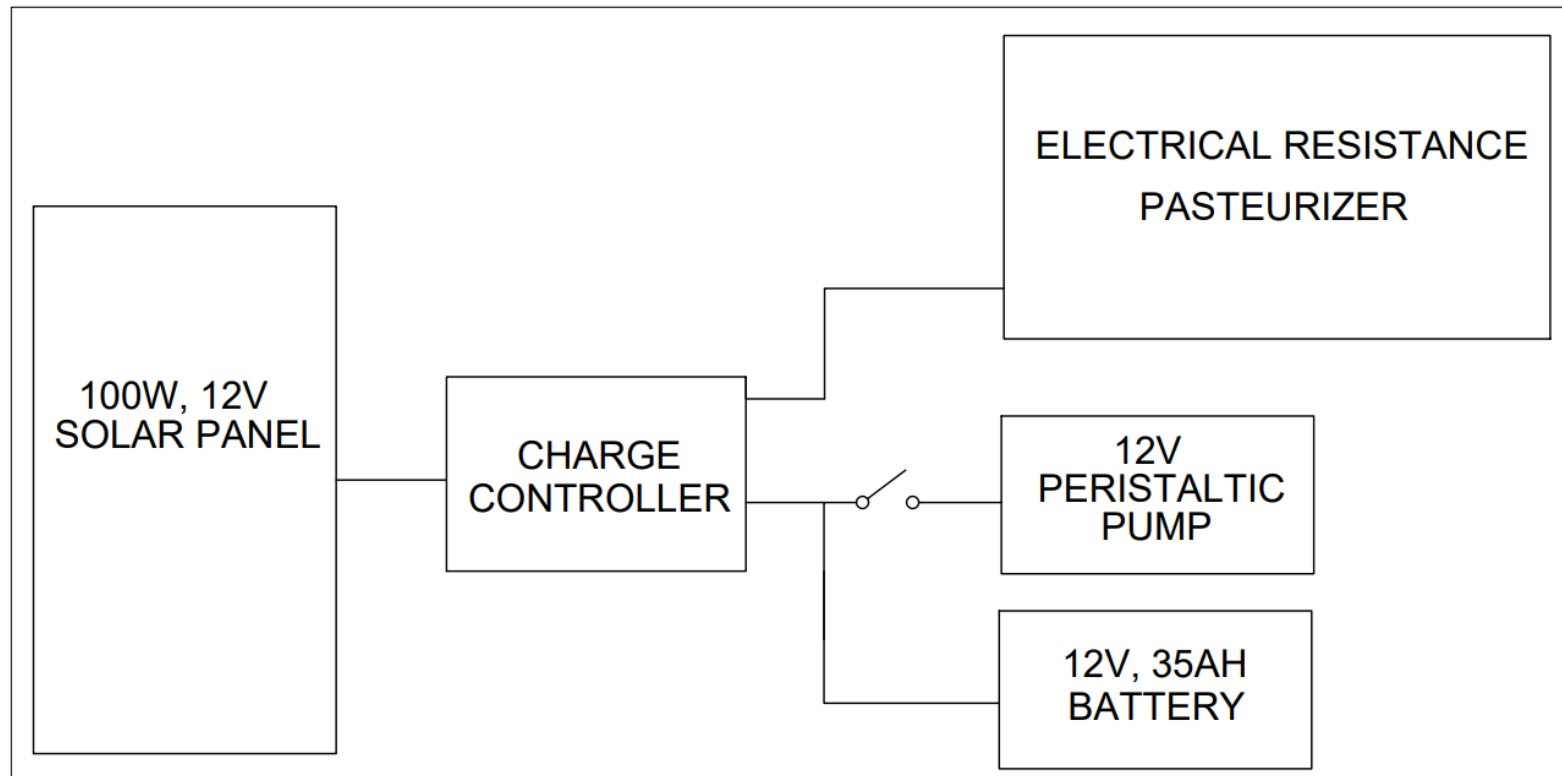 ELECTRICAL RESISTANCE
PASTEURIZER
100W, 12V
SOLAR PANEL
CHARGE
CONTROLLER
12V
PERISTALTIC
PUMP
12V, 35AH
BATTERY